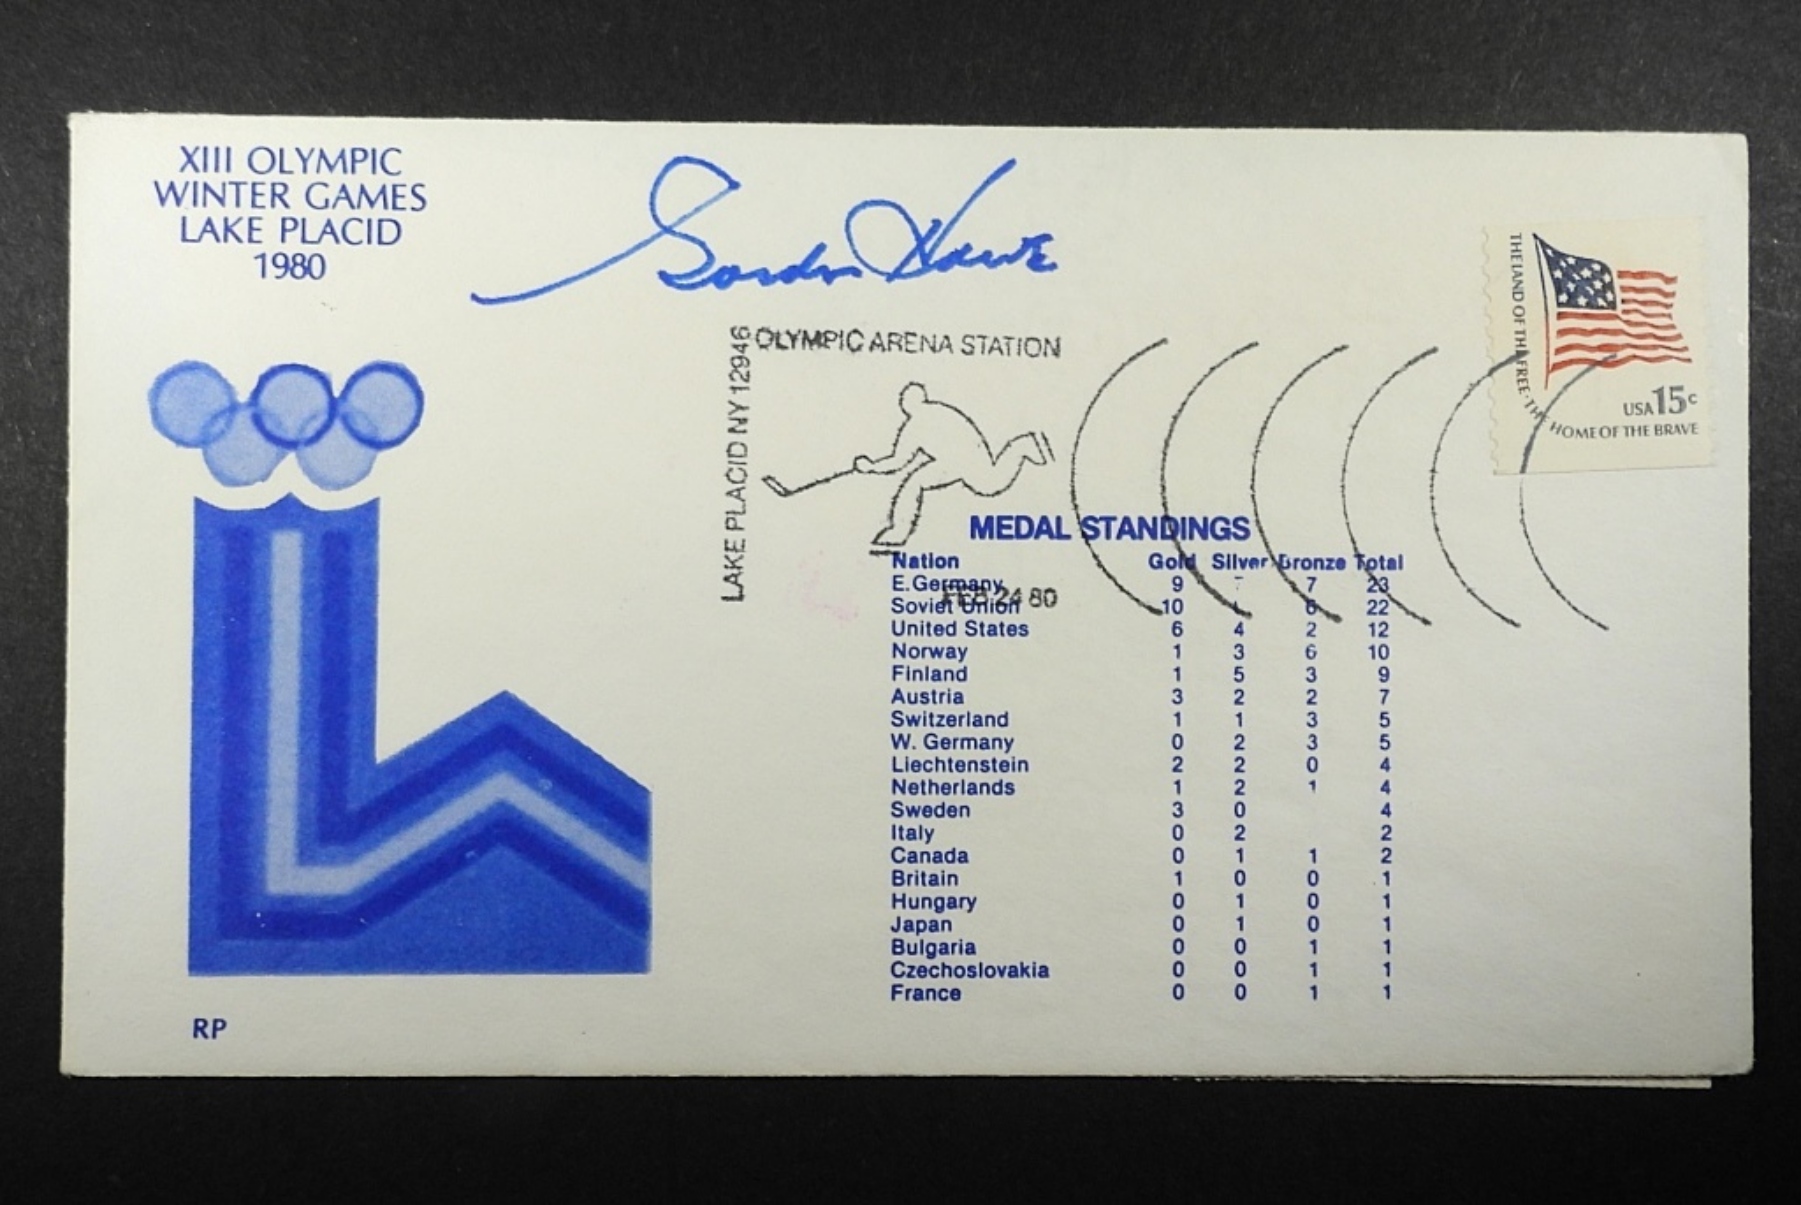 XIII OLYMPIC
WINTER GAMES
LAKE PLACID
1980
Gordon Howe
THE LAND OF THE FREE · THE
HOME OF THE BRAVE
USA 15c
OLYMPIC ARENA STATION
LAKE PLACID NY 12946
FEB 24 80
MEDAL STANDINGS
Nation Gold Silver Bronze Total
E. Germany 9 7 23
Soviet Union 10 6 22
United States 6 4 2 12
Norway 1 3 6 10
Finland 1 5 3 9
Austria 3 2 2 7
Switzerland 1 1 3 5
W. Germany 0 2 3 5
Liechtenstein 2 2 0 4
Netherlands 1 2 1 4
Sweden 3 0 4
Italy 0 2 2
Canada 0 1 1 2
Britain 1 0 0 1
Hungary 0 1 0 1
Japan 0 1 0 1
Bulgaria 0 0 1 1
Czechoslovakia 0 0 1 1
France 0 0 1 1
RP